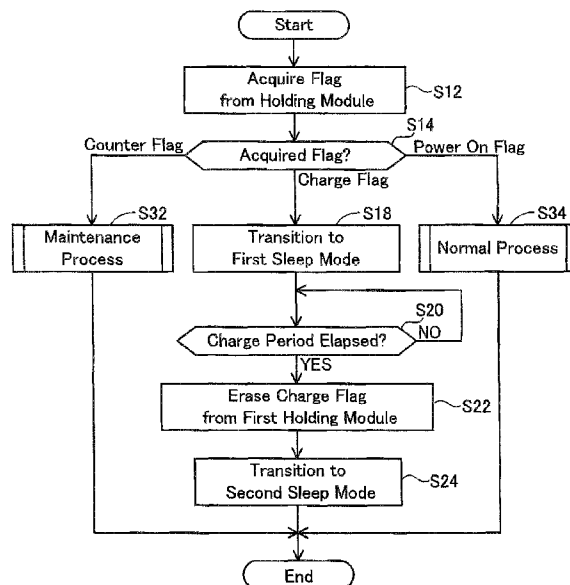 Start
Acquire Flag
from Holding Module
S12
S14
Acquired Flag?
Counter Flag
Power On Flag
Charge Flag
S32
Maintenance
Process
S18
Transition to
First Sleep Mode
S34
Normal Process
S20
Charge Period Elapsed?
NO
YES
Erase Charge Flag
from First Holding Module
S22
Transition to
Second Sleep Mode
S24
End